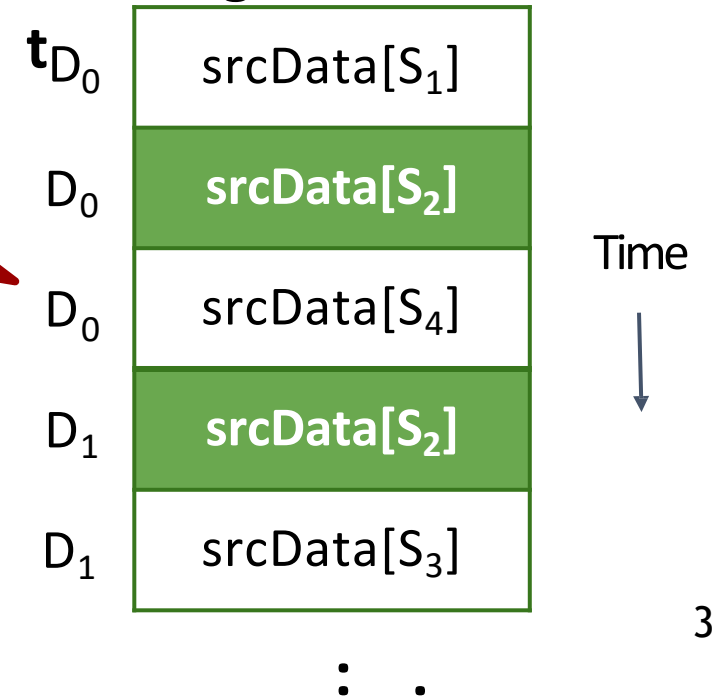 tD₀ srcData[S₁]
D₀ srcData[S₂]
Time
D₀ srcData[S₄]
D₁ srcData[S₂]
D₁ srcData[S₃]
3
: .